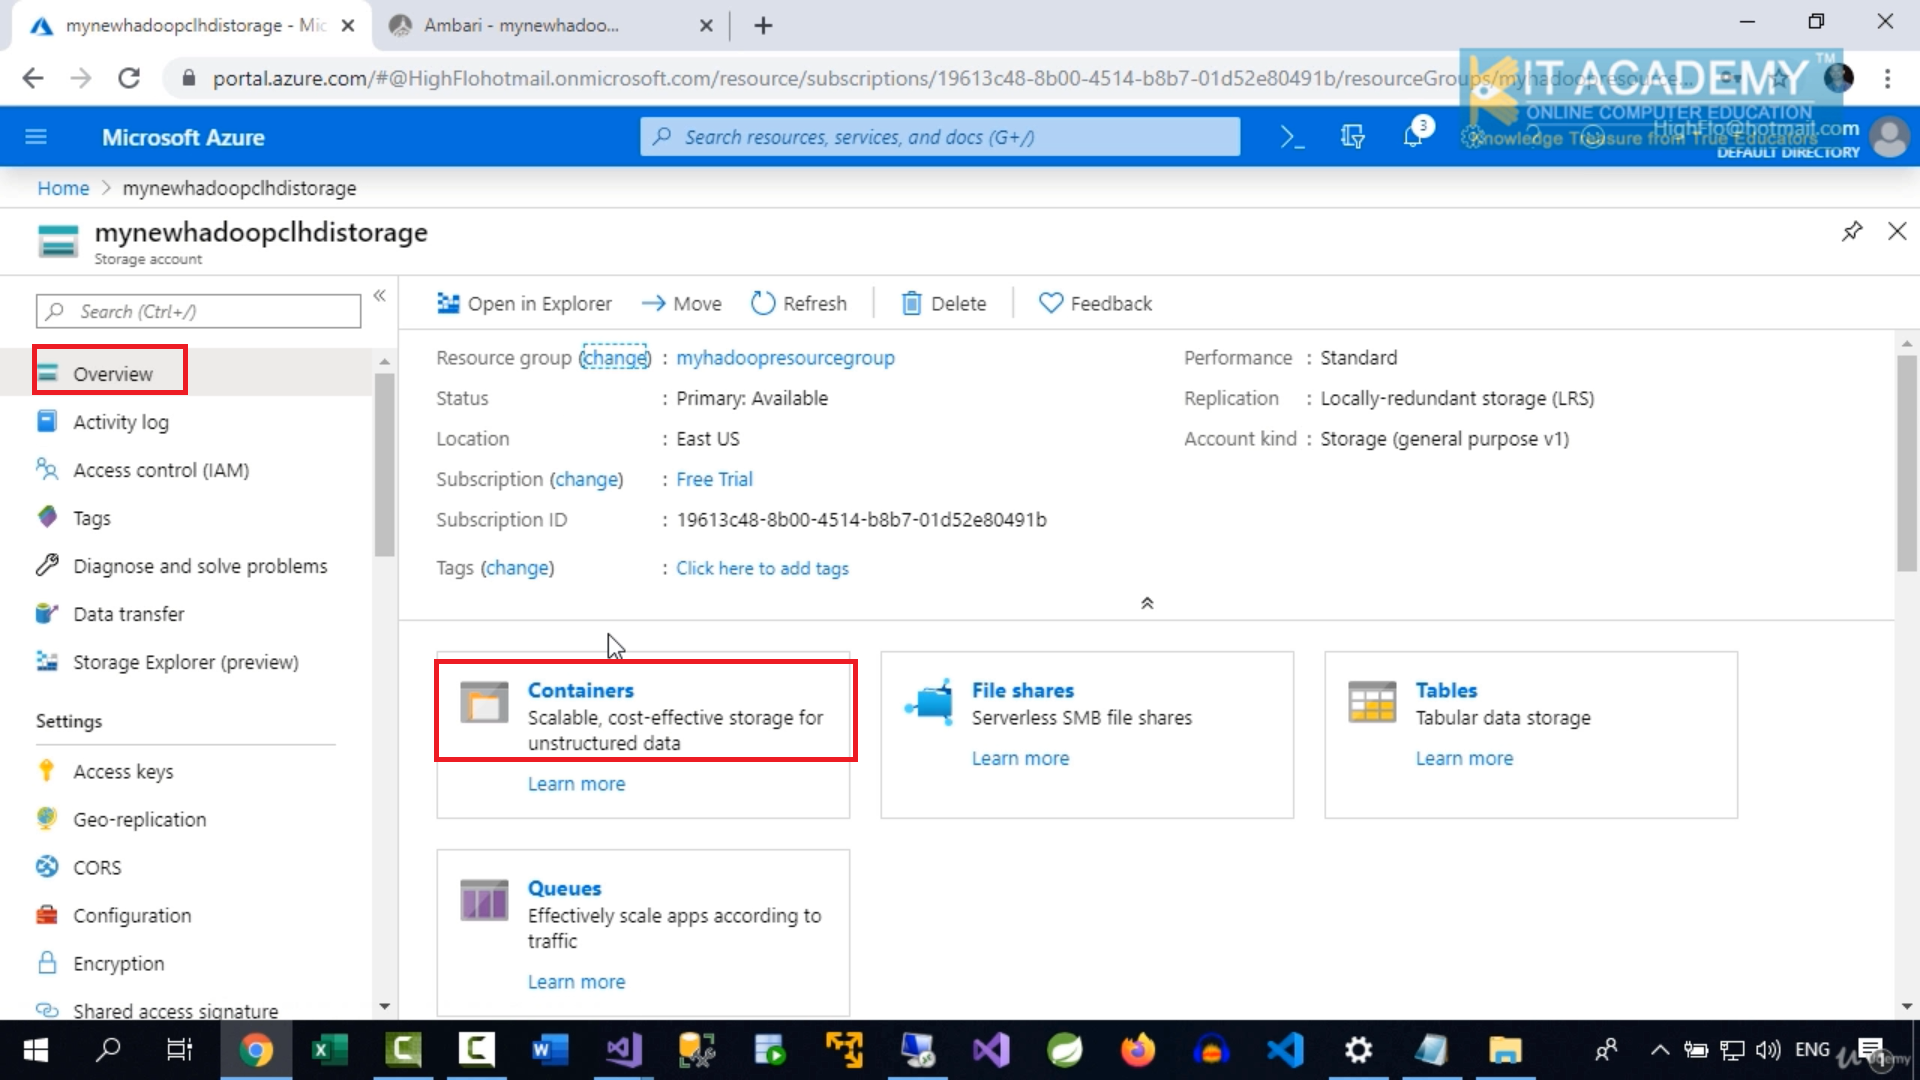 mynewhadoopclhdistorage - Mic
Ambari - mynewhadoo...
portal.azure.com/#@HighFlohotmail.onmicrosoft.com/resource/subscriptions/19613c48-8b00-4514-b8b7-01d52e80491b/resourceGroups/myhadoopresource...
IT ACADEMY TM
ONLINE COMPUTER EDUCATION
Knowledge Treasure from True Educators
Microsoft Azure
Search resources, services, and docs (G+/)
3
HighFlo@hotmail.com
DEFAULT DIRECTORY
Home > mynewhadoopclhdistorage
mynewhadoopclhdistorage
Storage account
Search (Ctrl+/)
«
Overview
Activity log
Access control (IAM)
Tags
Diagnose and solve problems
Data transfer
Storage Explorer (preview)
Settings
Access keys
Geo-replication
CORS
Configuration
Encryption
Shared access signature
Open in Explorer
Move
Refresh
Delete
Feedback
Resource group (change) : myhadoopresourcegroup
Status : Primary: Available
Location : East US
Subscription (change) : Free Trial
Subscription ID : 19613c48-8b00-4514-b8b7-01d52e80491b
Tags (change) : Click here to add tags
Performance : Standard
Replication : Locally-redundant storage (LRS)
Account kind : Storage (general purpose v1)
Containers
Scalable, cost-effective storage for
unstructured data
Learn more
File shares
Serverless SMB file shares
Learn more
Tables
Tabular data storage
Learn more
Queues
Effectively scale apps according to
traffic
Learn more
ENG